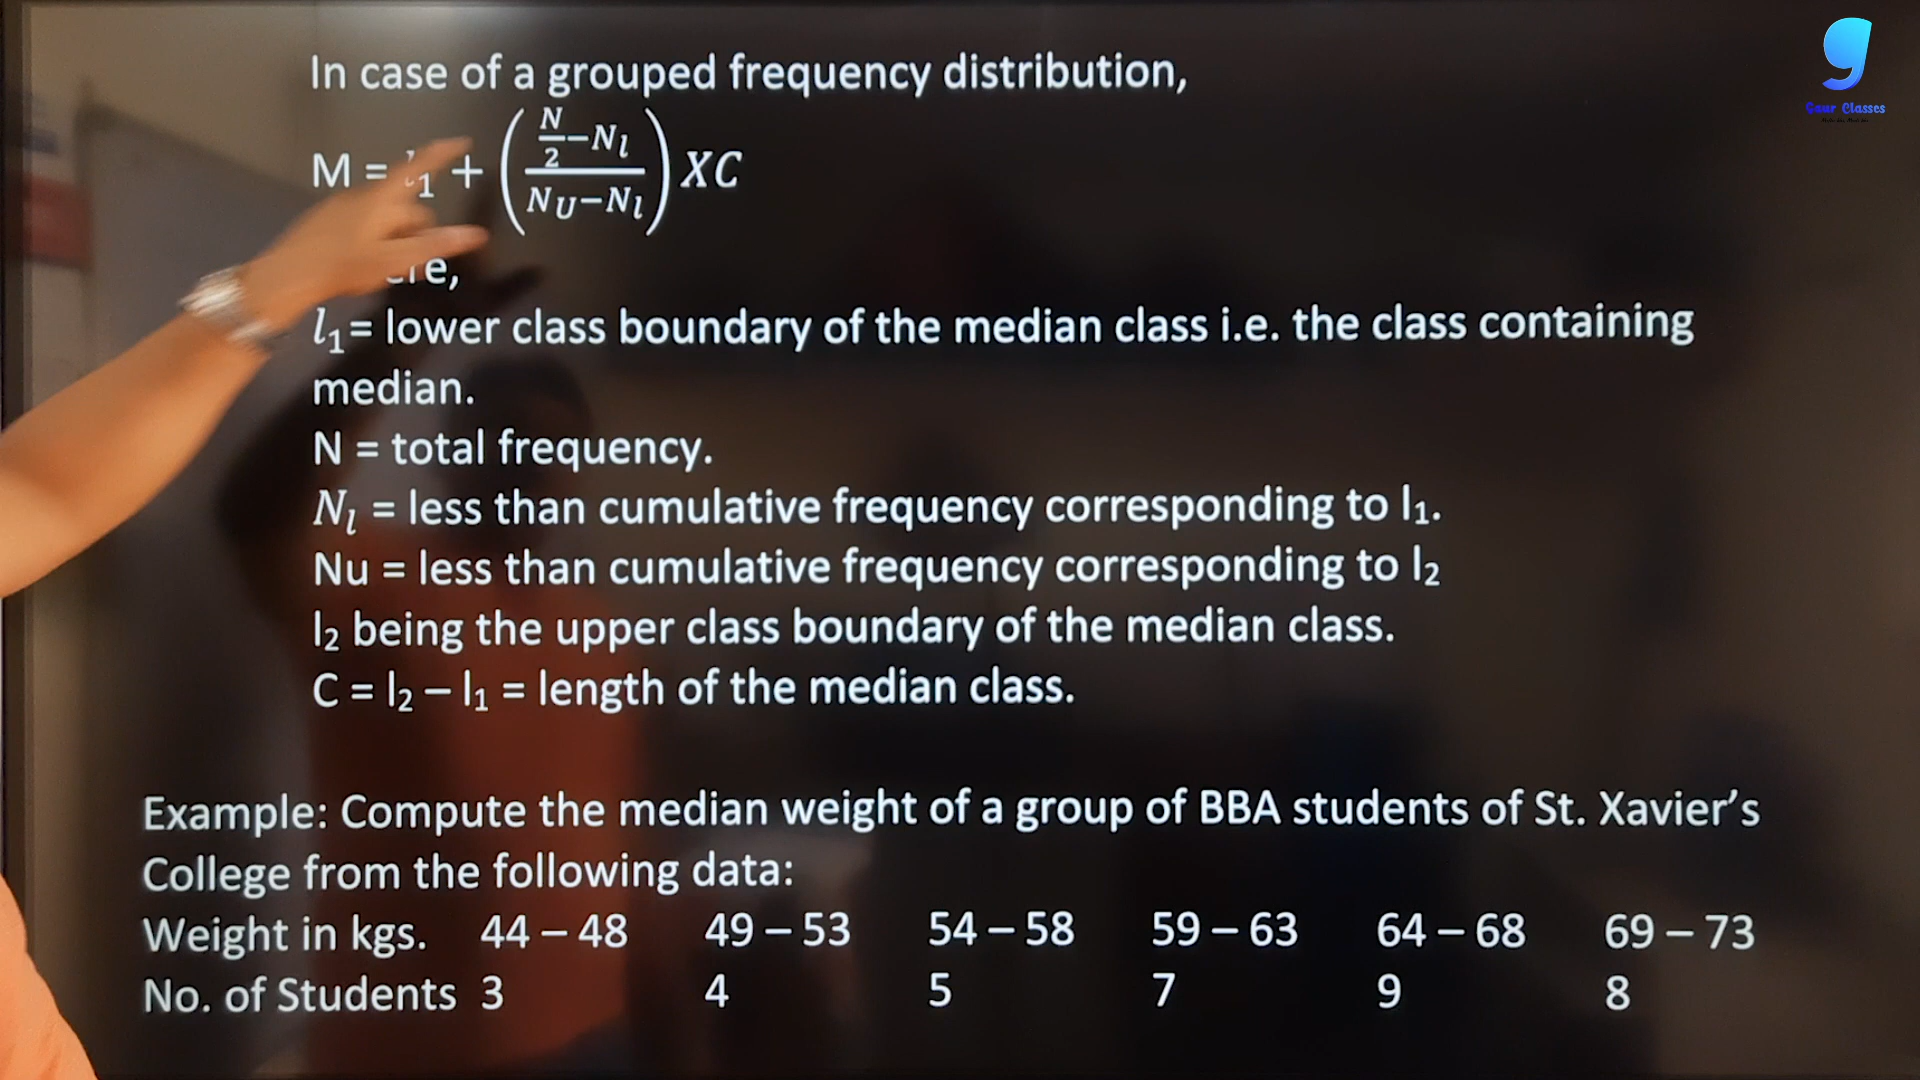 Gaur Classes
In case of a grouped frequency distribution,
M = l₁ + ( (N/2 − N_l) / (N_U − N_l) ) XC
l₁= lower class boundary of the median class i.e. the class containing
median.
N = total frequency.
N_l = less than cumulative frequency corresponding to l₁.
Nu = less than cumulative frequency corresponding to l₂
l₂ being the upper class boundary of the median class.
C = l₂ – l₁ = length of the median class.
Example: Compute the median weight of a group of BBA students of St. Xavier’s
College from the following data:
Weight in kgs. 44 – 48 49 – 53 54 – 58 59 – 63 64 – 68 69 – 73
No. of Students 3 4 5 7 9 8